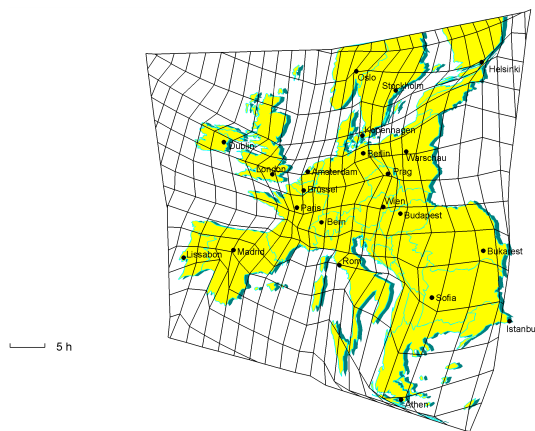 Oslo
Helsinki
Stockholm
Kopenhagen
Dublin
Berlin
Warschau
London
Amsterdam
Prag
Brüssel
Paris
Wien
Budapest
Bern
Lissabon
Madrid
Rom
Bukarest
Sofia
Istanbul
5 h
Athen